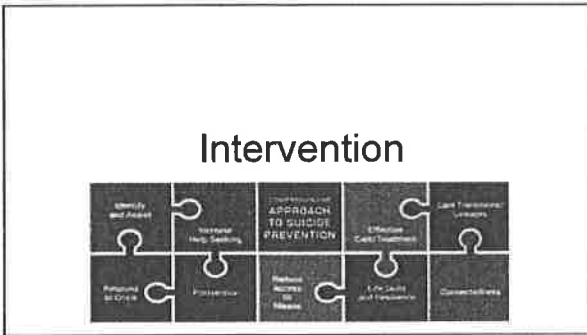 Intervention
Identify
and Assist
Increase
Help Seeking
COMPREHENSIVE
APPROACH
TO SUICIDE
PREVENTION
Effective
Care/Treatment
Care Transitions/
Linkages
Respond
to Crisis
Postvention
Reduce
Access
to
Means
Life Skills
and Resilience
Connectedness